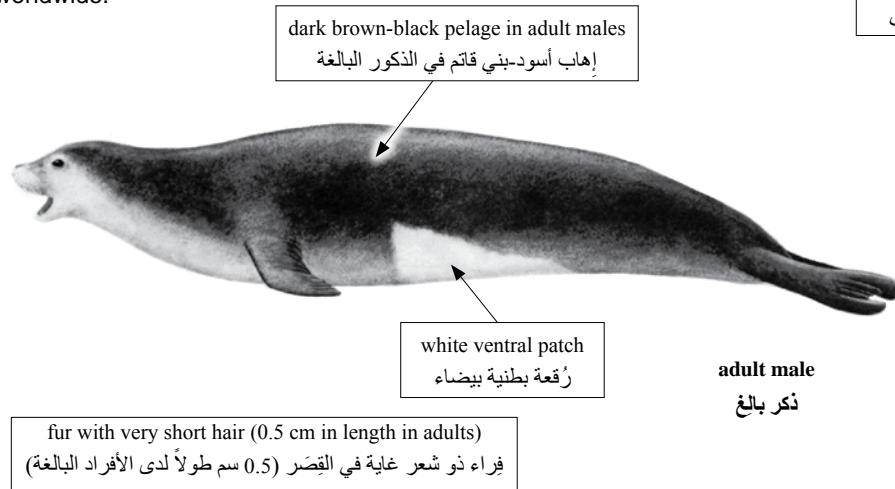 worldwide.
dark brown-black pelage in adult males
إِهاب أسود-بني قاتم في الذكور البالغة
white ventral patch
رُقعة بطنية بيضاء
adult male
ذكر بالِغ
fur with very short hair (0.5 cm in length in adults)
فِراء ذو شعر غاية في القِصَر (0.5 سم طولاً لدى الأفراد البالغة)